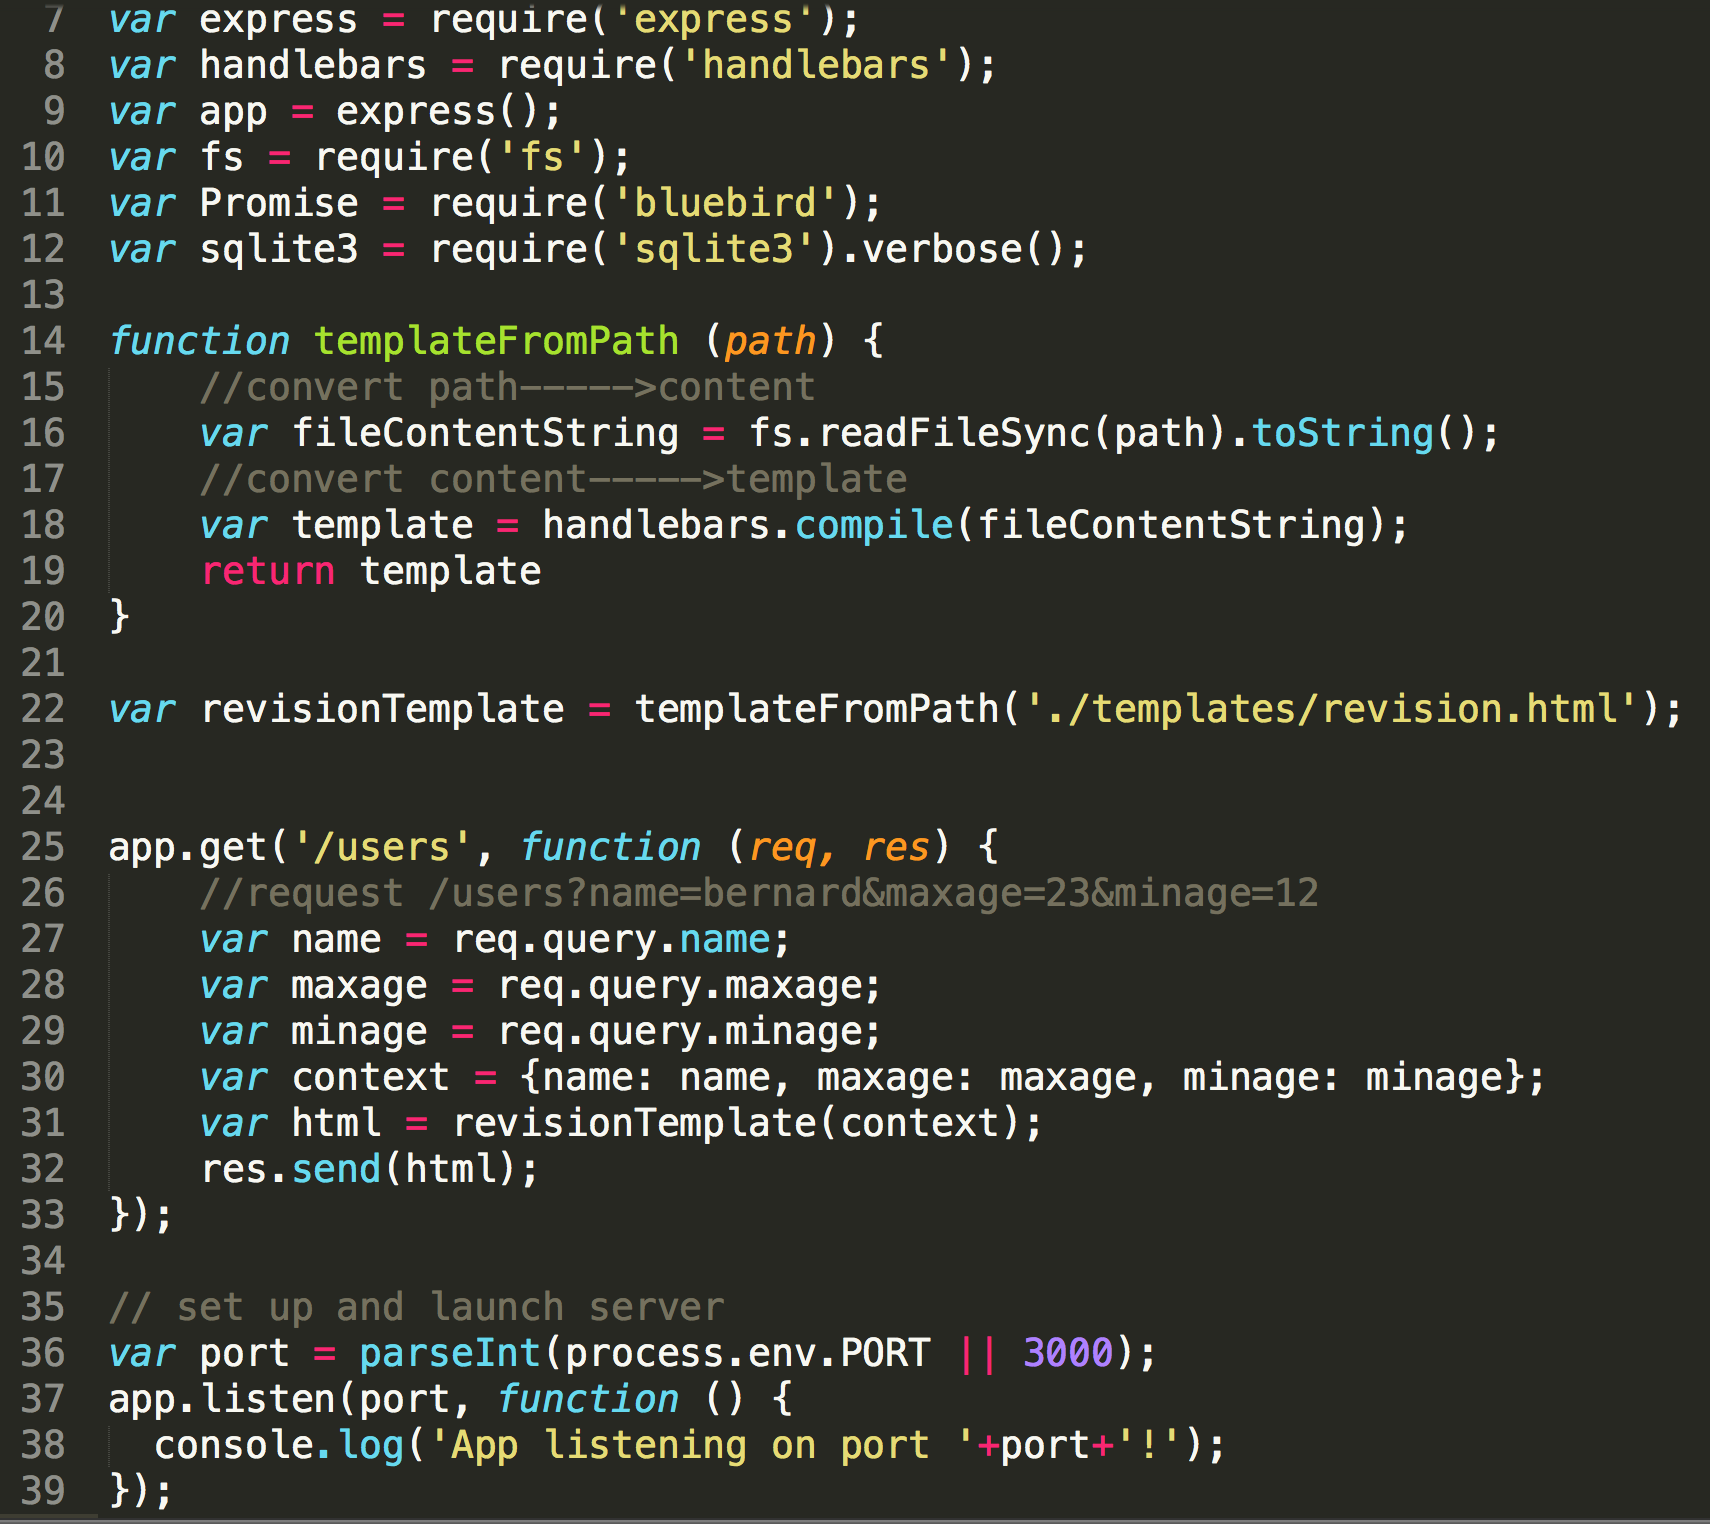 7 var express = require('express');
8 var handlebars = require('handlebars');
9 var app = express();
10 var fs = require('fs');
11 var Promise = require('bluebird');
12 var sqlite3 = require('sqlite3').verbose();
13
14 function templateFromPath (path) {
15     //convert path----->content
16     var fileContentString = fs.readFileSync(path).toString();
17     //convert content----->template
18     var template = handlebars.compile(fileContentString);
19     return template
20 }
21
22 var revisionTemplate = templateFromPath('./templates/revision.html');
23
24
25 app.get('/users', function (req, res) {
26     //request /users?name=bernard&maxage=23&minage=12
27     var name = req.query.name;
28     var maxage = req.query.maxage;
29     var minage = req.query.minage;
30     var context = {name: name, maxage: maxage, minage: minage};
31     var html = revisionTemplate(context);
32     res.send(html);
33 });
34
35 // set up and launch server
36 var port = parseInt(process.env.PORT || 3000);
37 app.listen(port, function () {
38   console.log('App listening on port '+port+'!');
39 });